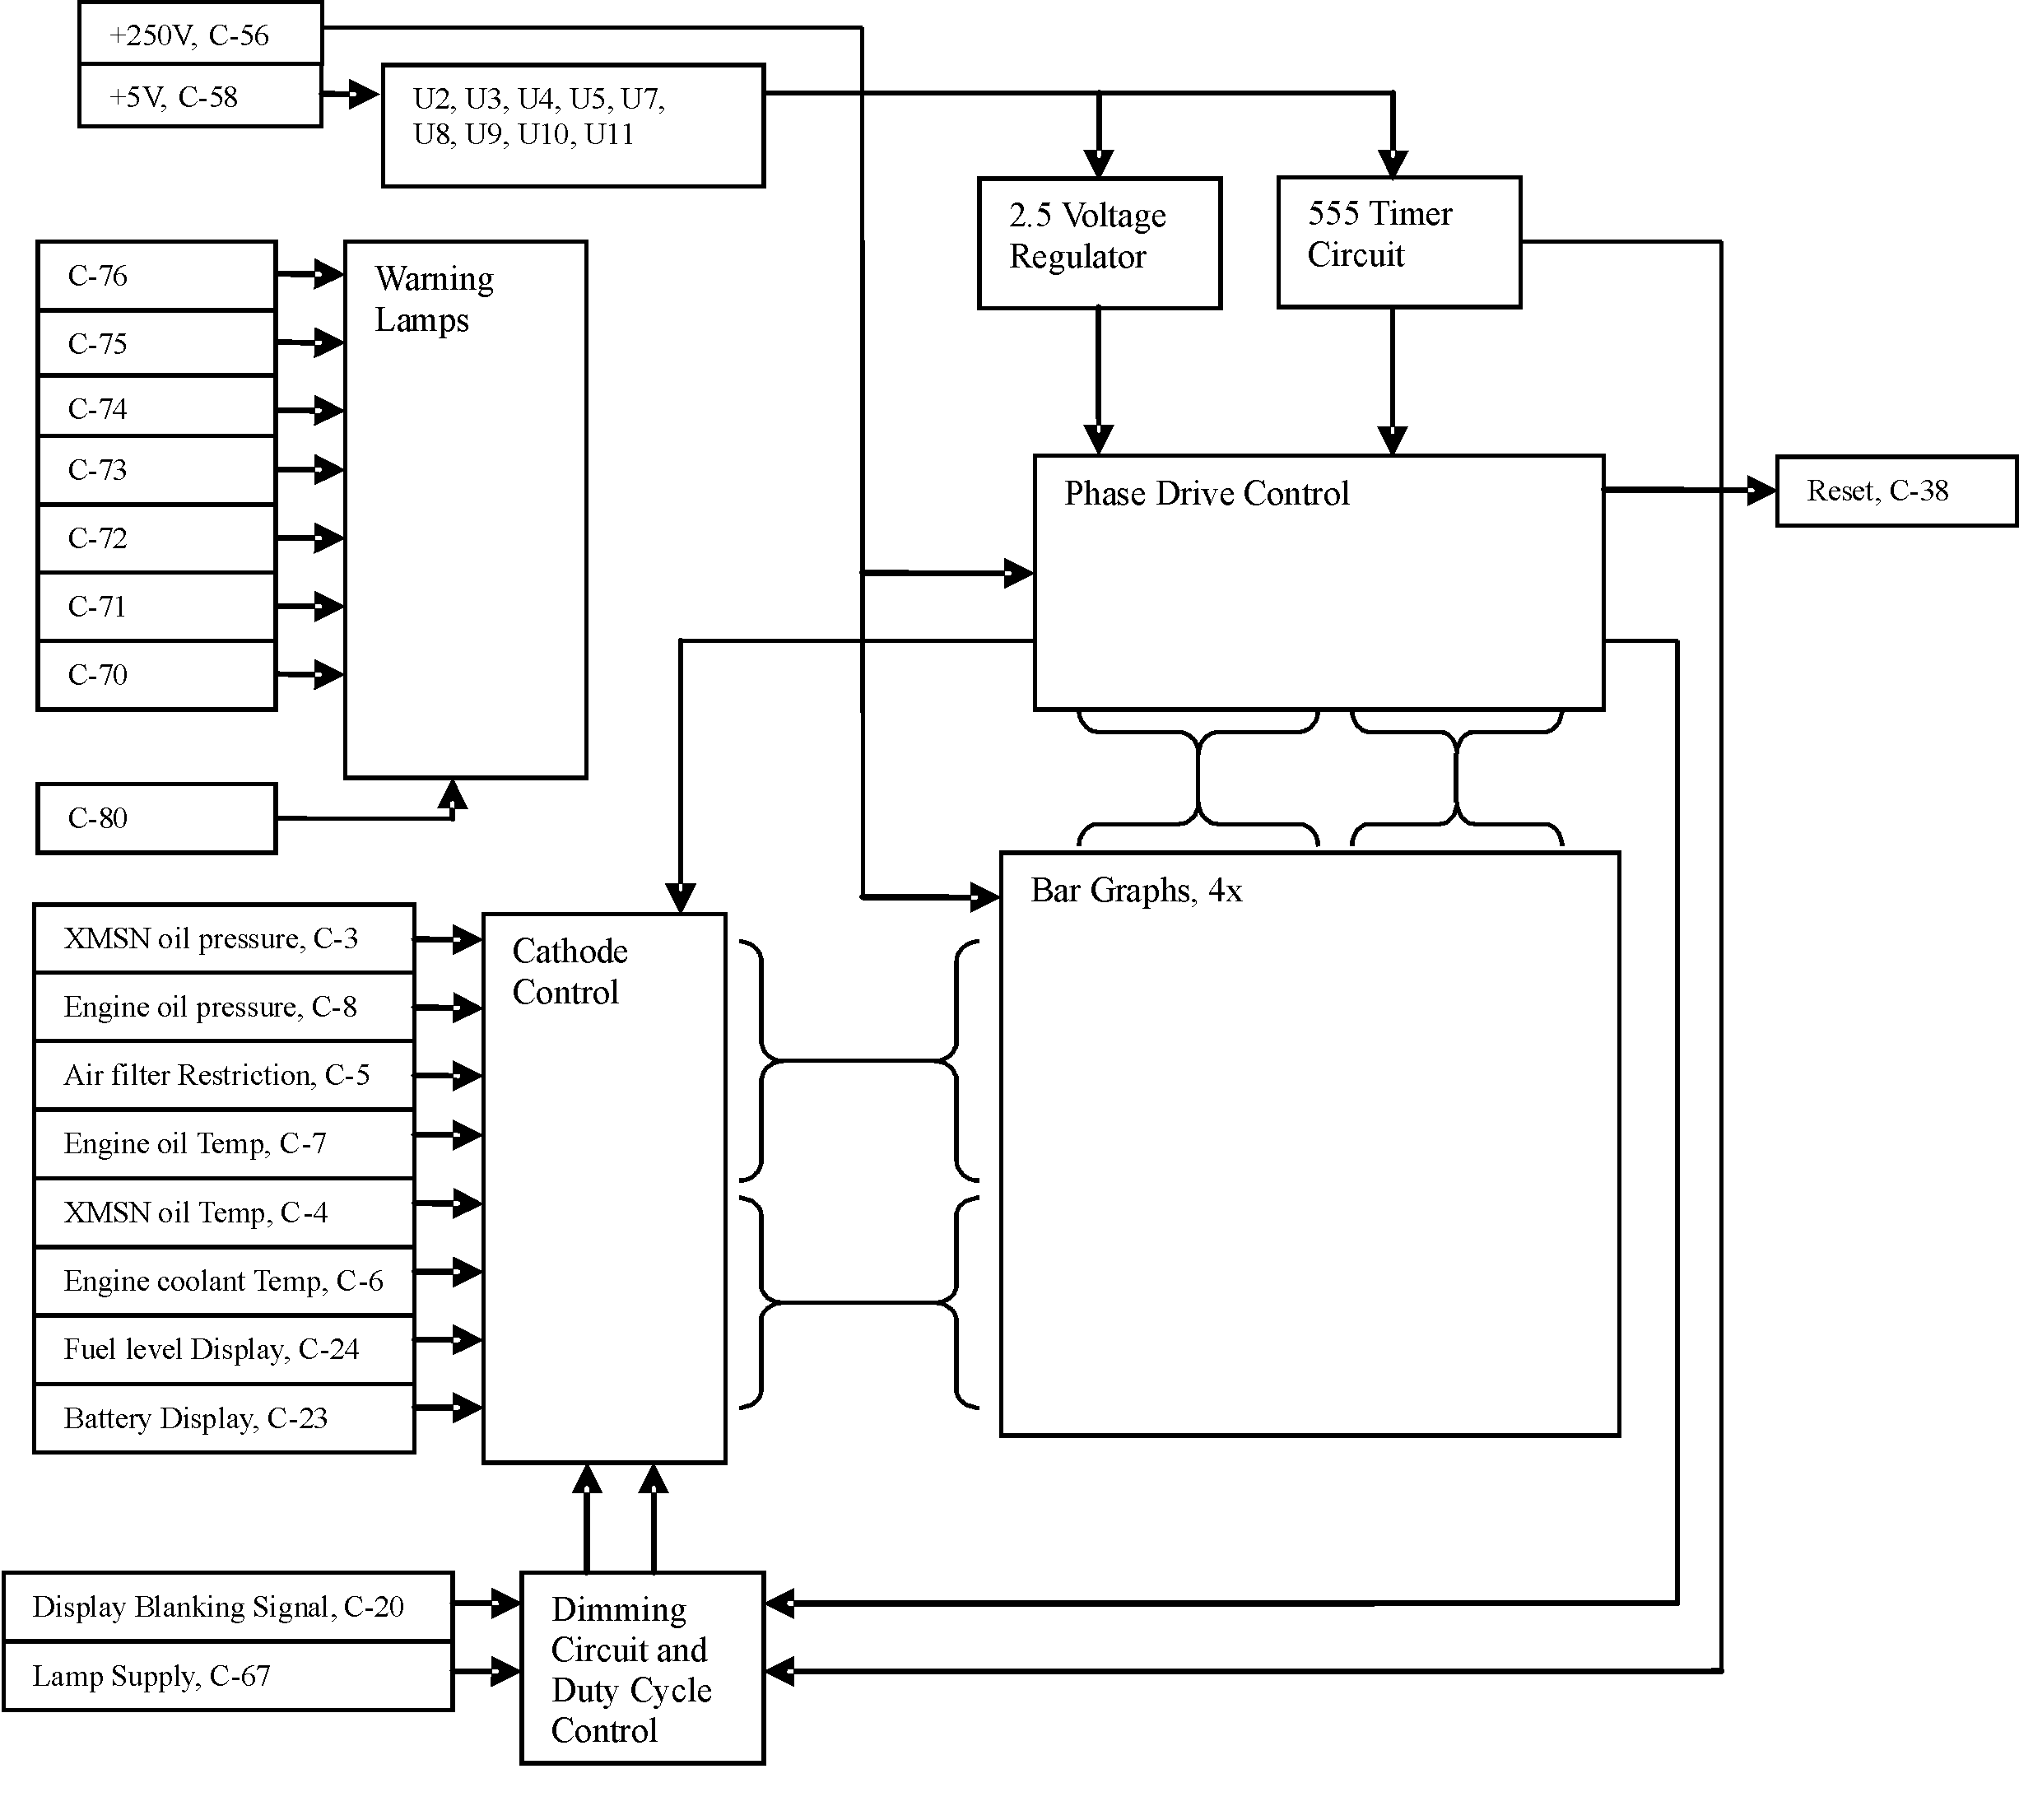 +250V, C-56
+5V, C-58
U2, U3, U4, U5, U7,
U8, U9, U10, U11
2.5 Voltage
Regulator
555 Timer
Circuit
C-76
C-75
C-74
C-73
C-72
C-71
C-70
Warning
Lamps
C-80
Phase Drive Control
Reset, C-38
Bar Graphs, 4x
XMSN oil pressure, C-3
Engine oil pressure, C-8
Air filter Restriction, C-5
Engine oil Temp, C-7
XMSN oil Temp, C-4
Engine coolant Temp, C-6
Fuel level Display, C-24
Battery Display, C-23
Cathode
Control
Display Blanking Signal, C-20
Lamp Supply, C-67
Dimming
Circuit and
Duty Cycle
Control